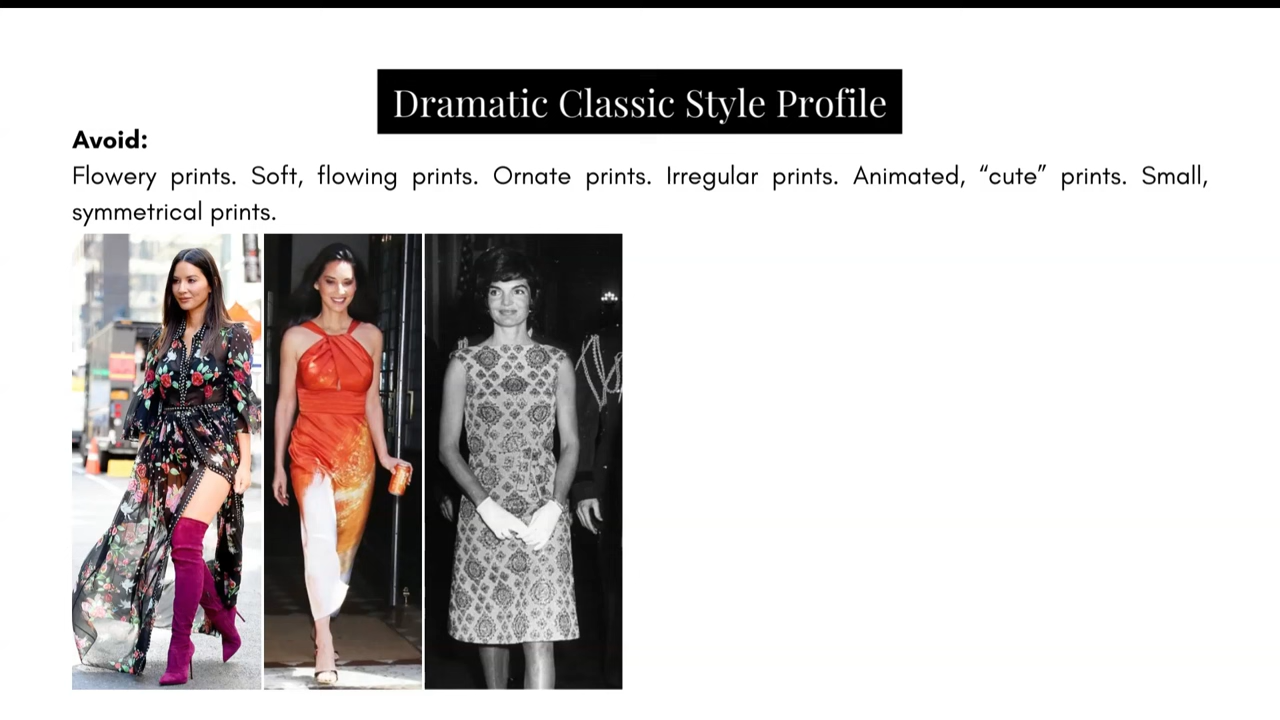 Dramatic Classic Style Profile
Avoid:
Flowery prints. Soft, flowing prints. Ornate prints. Irregular prints. Animated, “cute” prints. Small,
symmetrical prints.